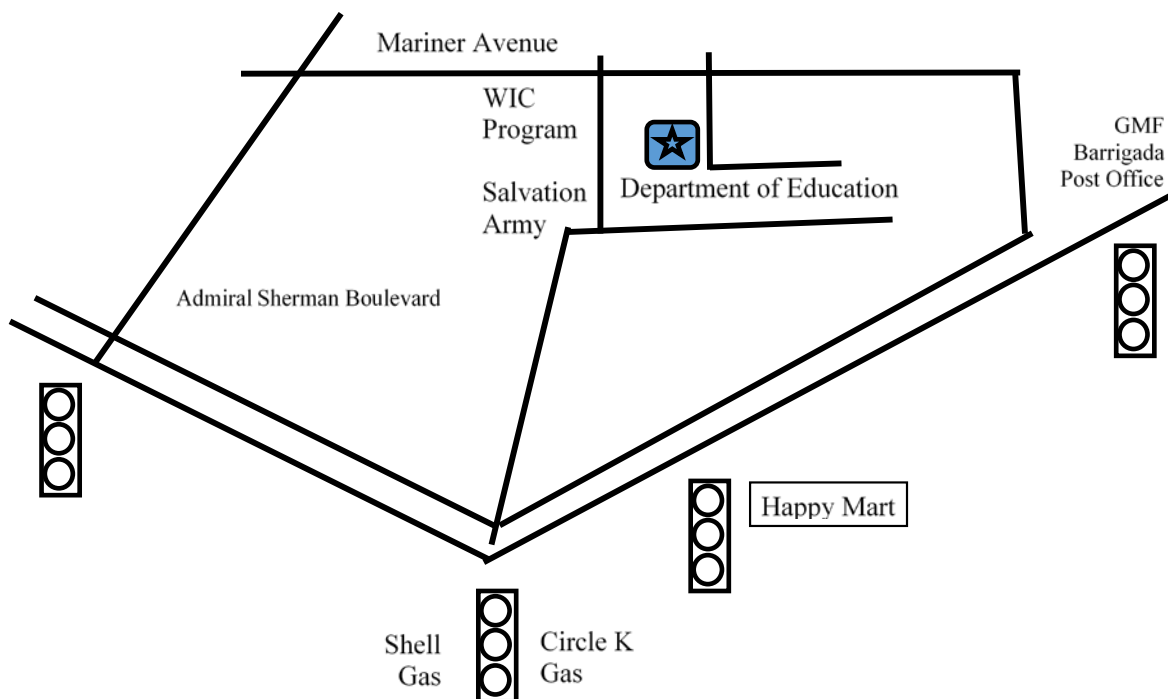 Mariner Avenue
WIC
Program
GMF
Barrigada
Post Office
Salvation
Army
Department of Education
Admiral Sherman Boulevard
Happy Mart
Shell
Gas
Circle K
Gas